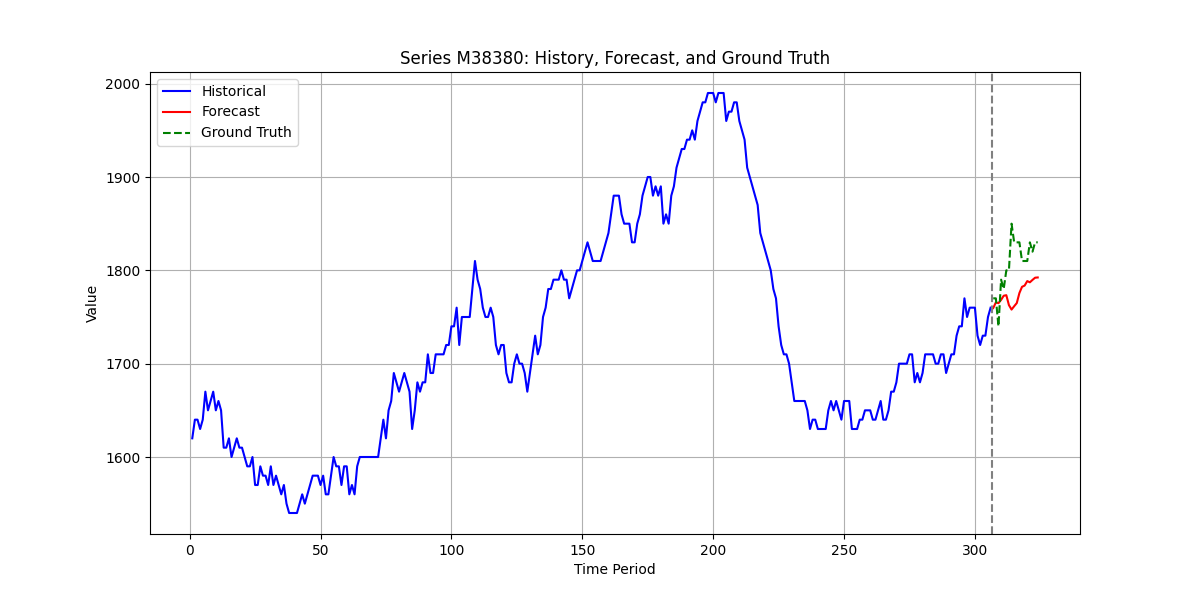 Series M38380: History, Forecast, and Ground Truth
2000
1900
1800
1700
1600
Value
Historical
Forecast
Ground Truth
0 50 100 150 200 250 300
Time Period